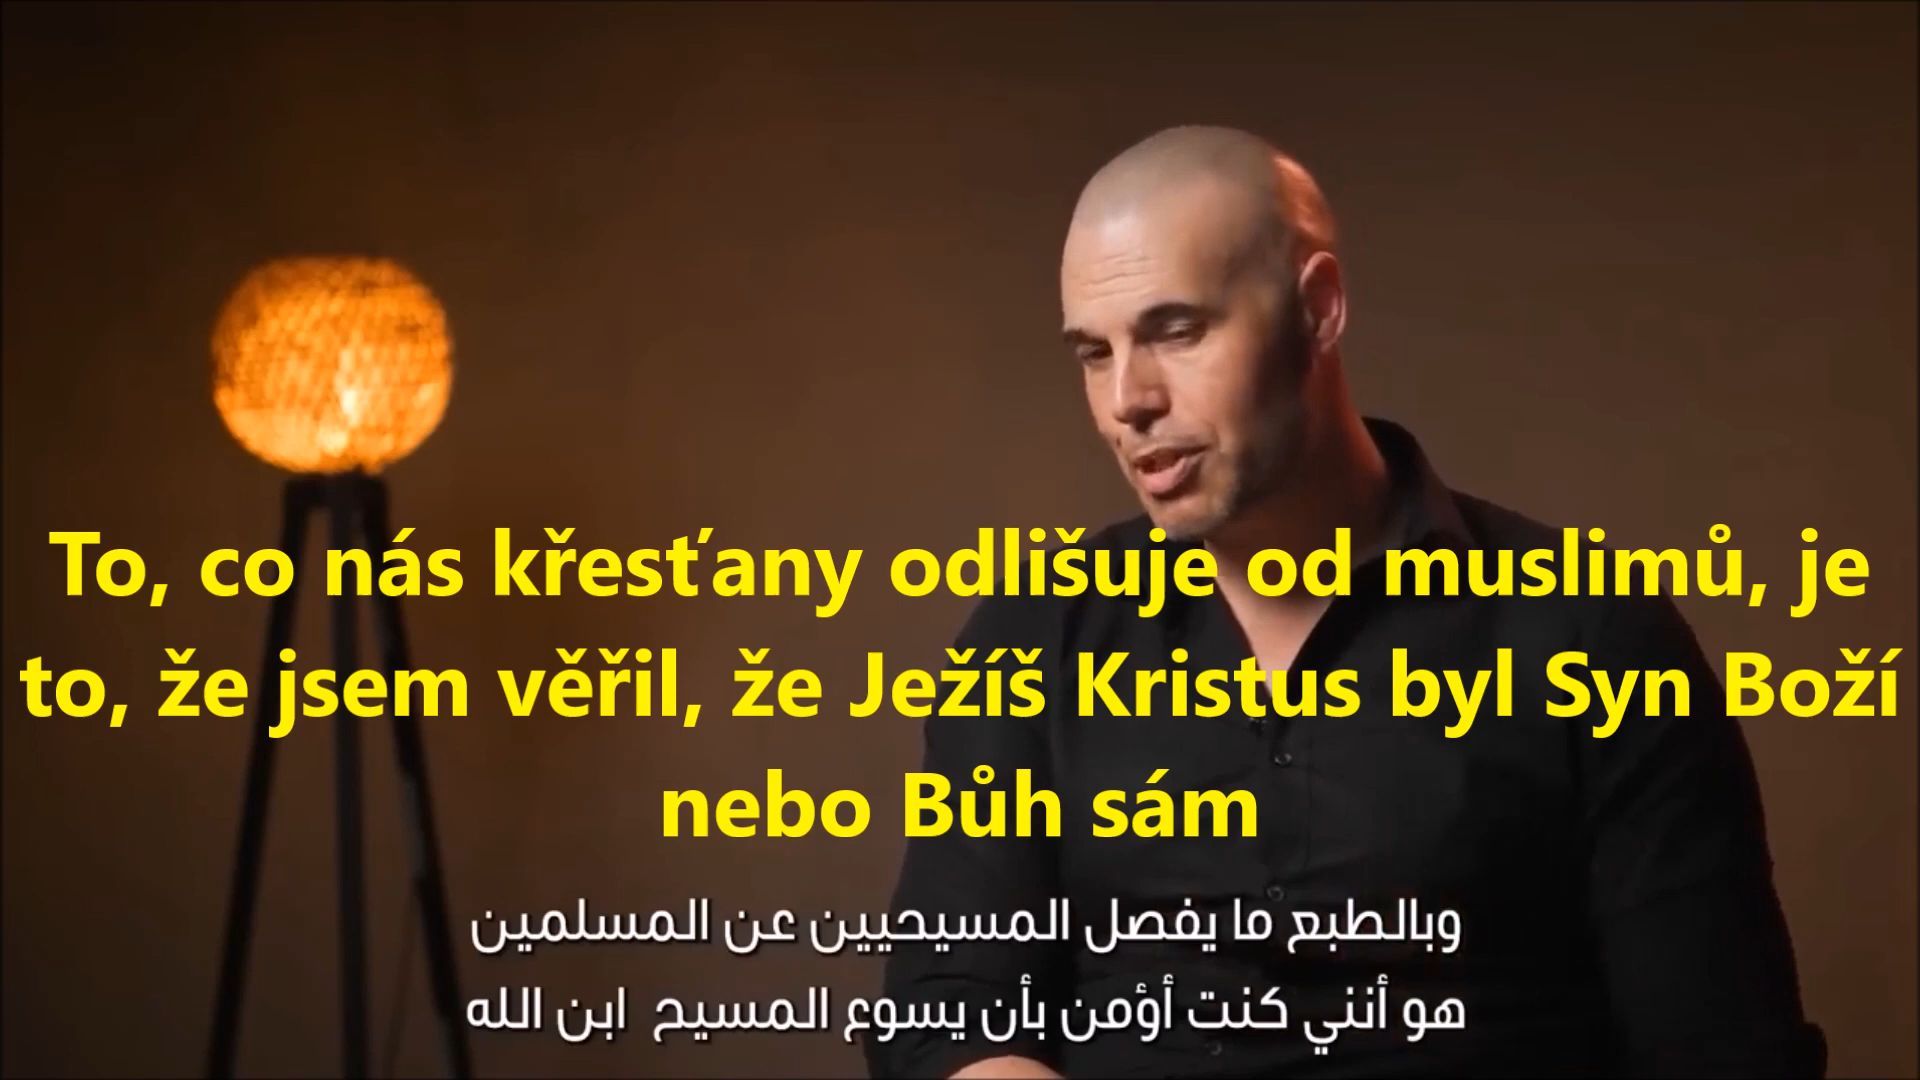 To, co nás křesťany odlišuje od muslimů, je
to, že jsem věřil, že Ježíš Kristus byl Syn Boží
nebo Bůh sám
وبالطبع ما يفصل المسيحيين عن المسلمين
هو أنني كنت أؤمن بأن يسوع المسيح ابن الله